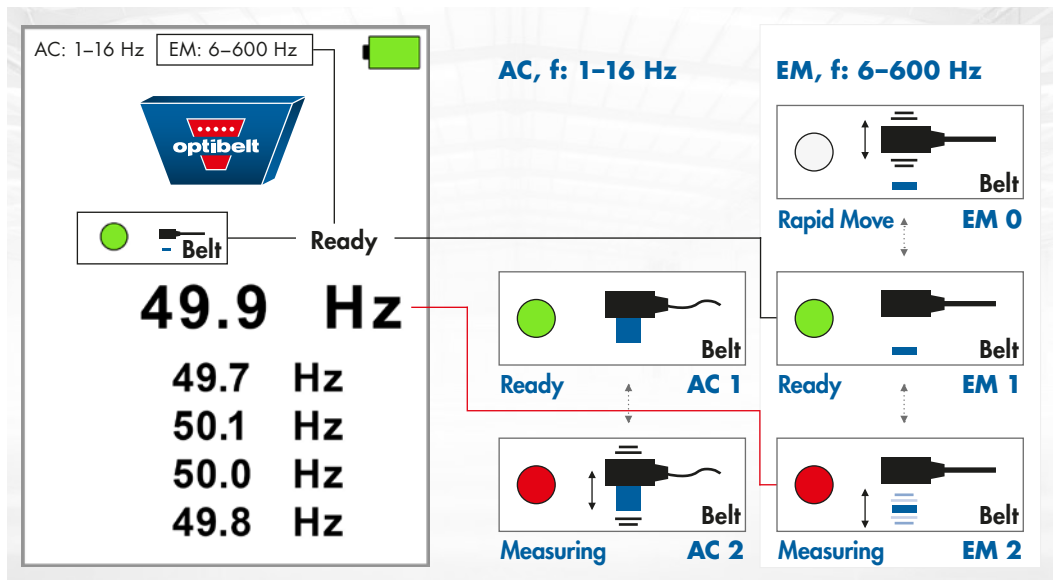 AC: 1–16 Hz EM: 6–600 Hz
optibelt
Belt
Ready
49.9 Hz
49.7 Hz
50.1 Hz
50.0 Hz
49.8 Hz
AC, f: 1–16 Hz
Belt
Ready AC 1
Belt
Measuring AC 2
EM, f: 6–600 Hz
Belt
Rapid Move EM 0
Belt
Ready EM 1
Belt
Measuring EM 2